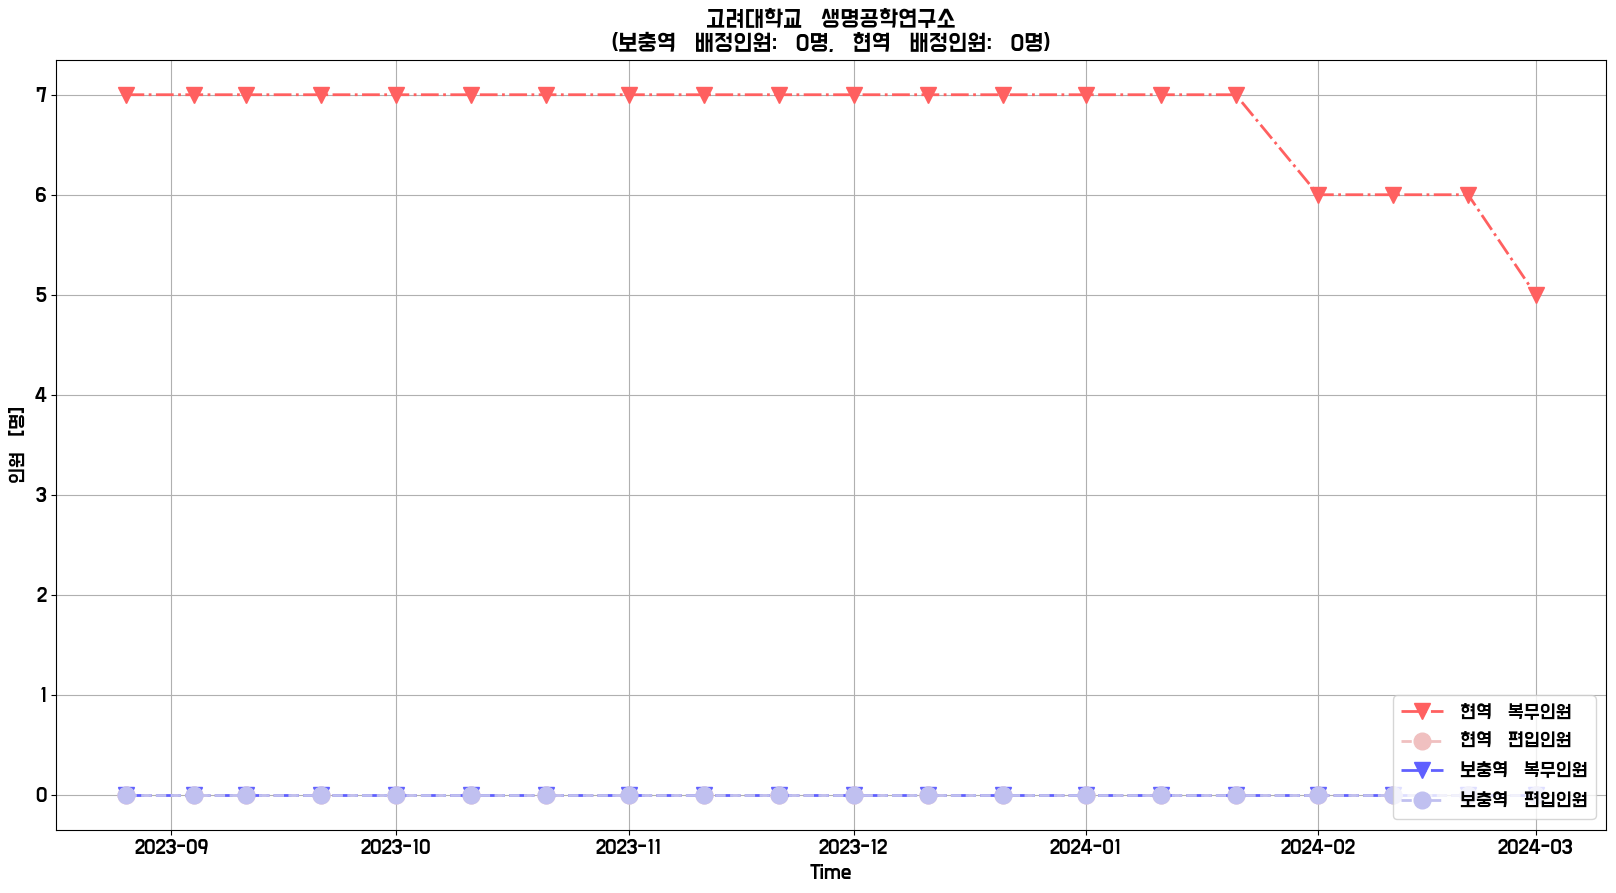 고려대학교 생명공학연구소
(보충역 배정인원: 0명, 현역 배정인원: 0명)
7
6
5
4
3
2
1
0
인원 [명]
현역 복무인원
현역 편입인원
보충역 복무인원
보충역 편입인원
2023-09 2023-10 2023-11 2023-12 2024-01 2024-02 2024-03
Time